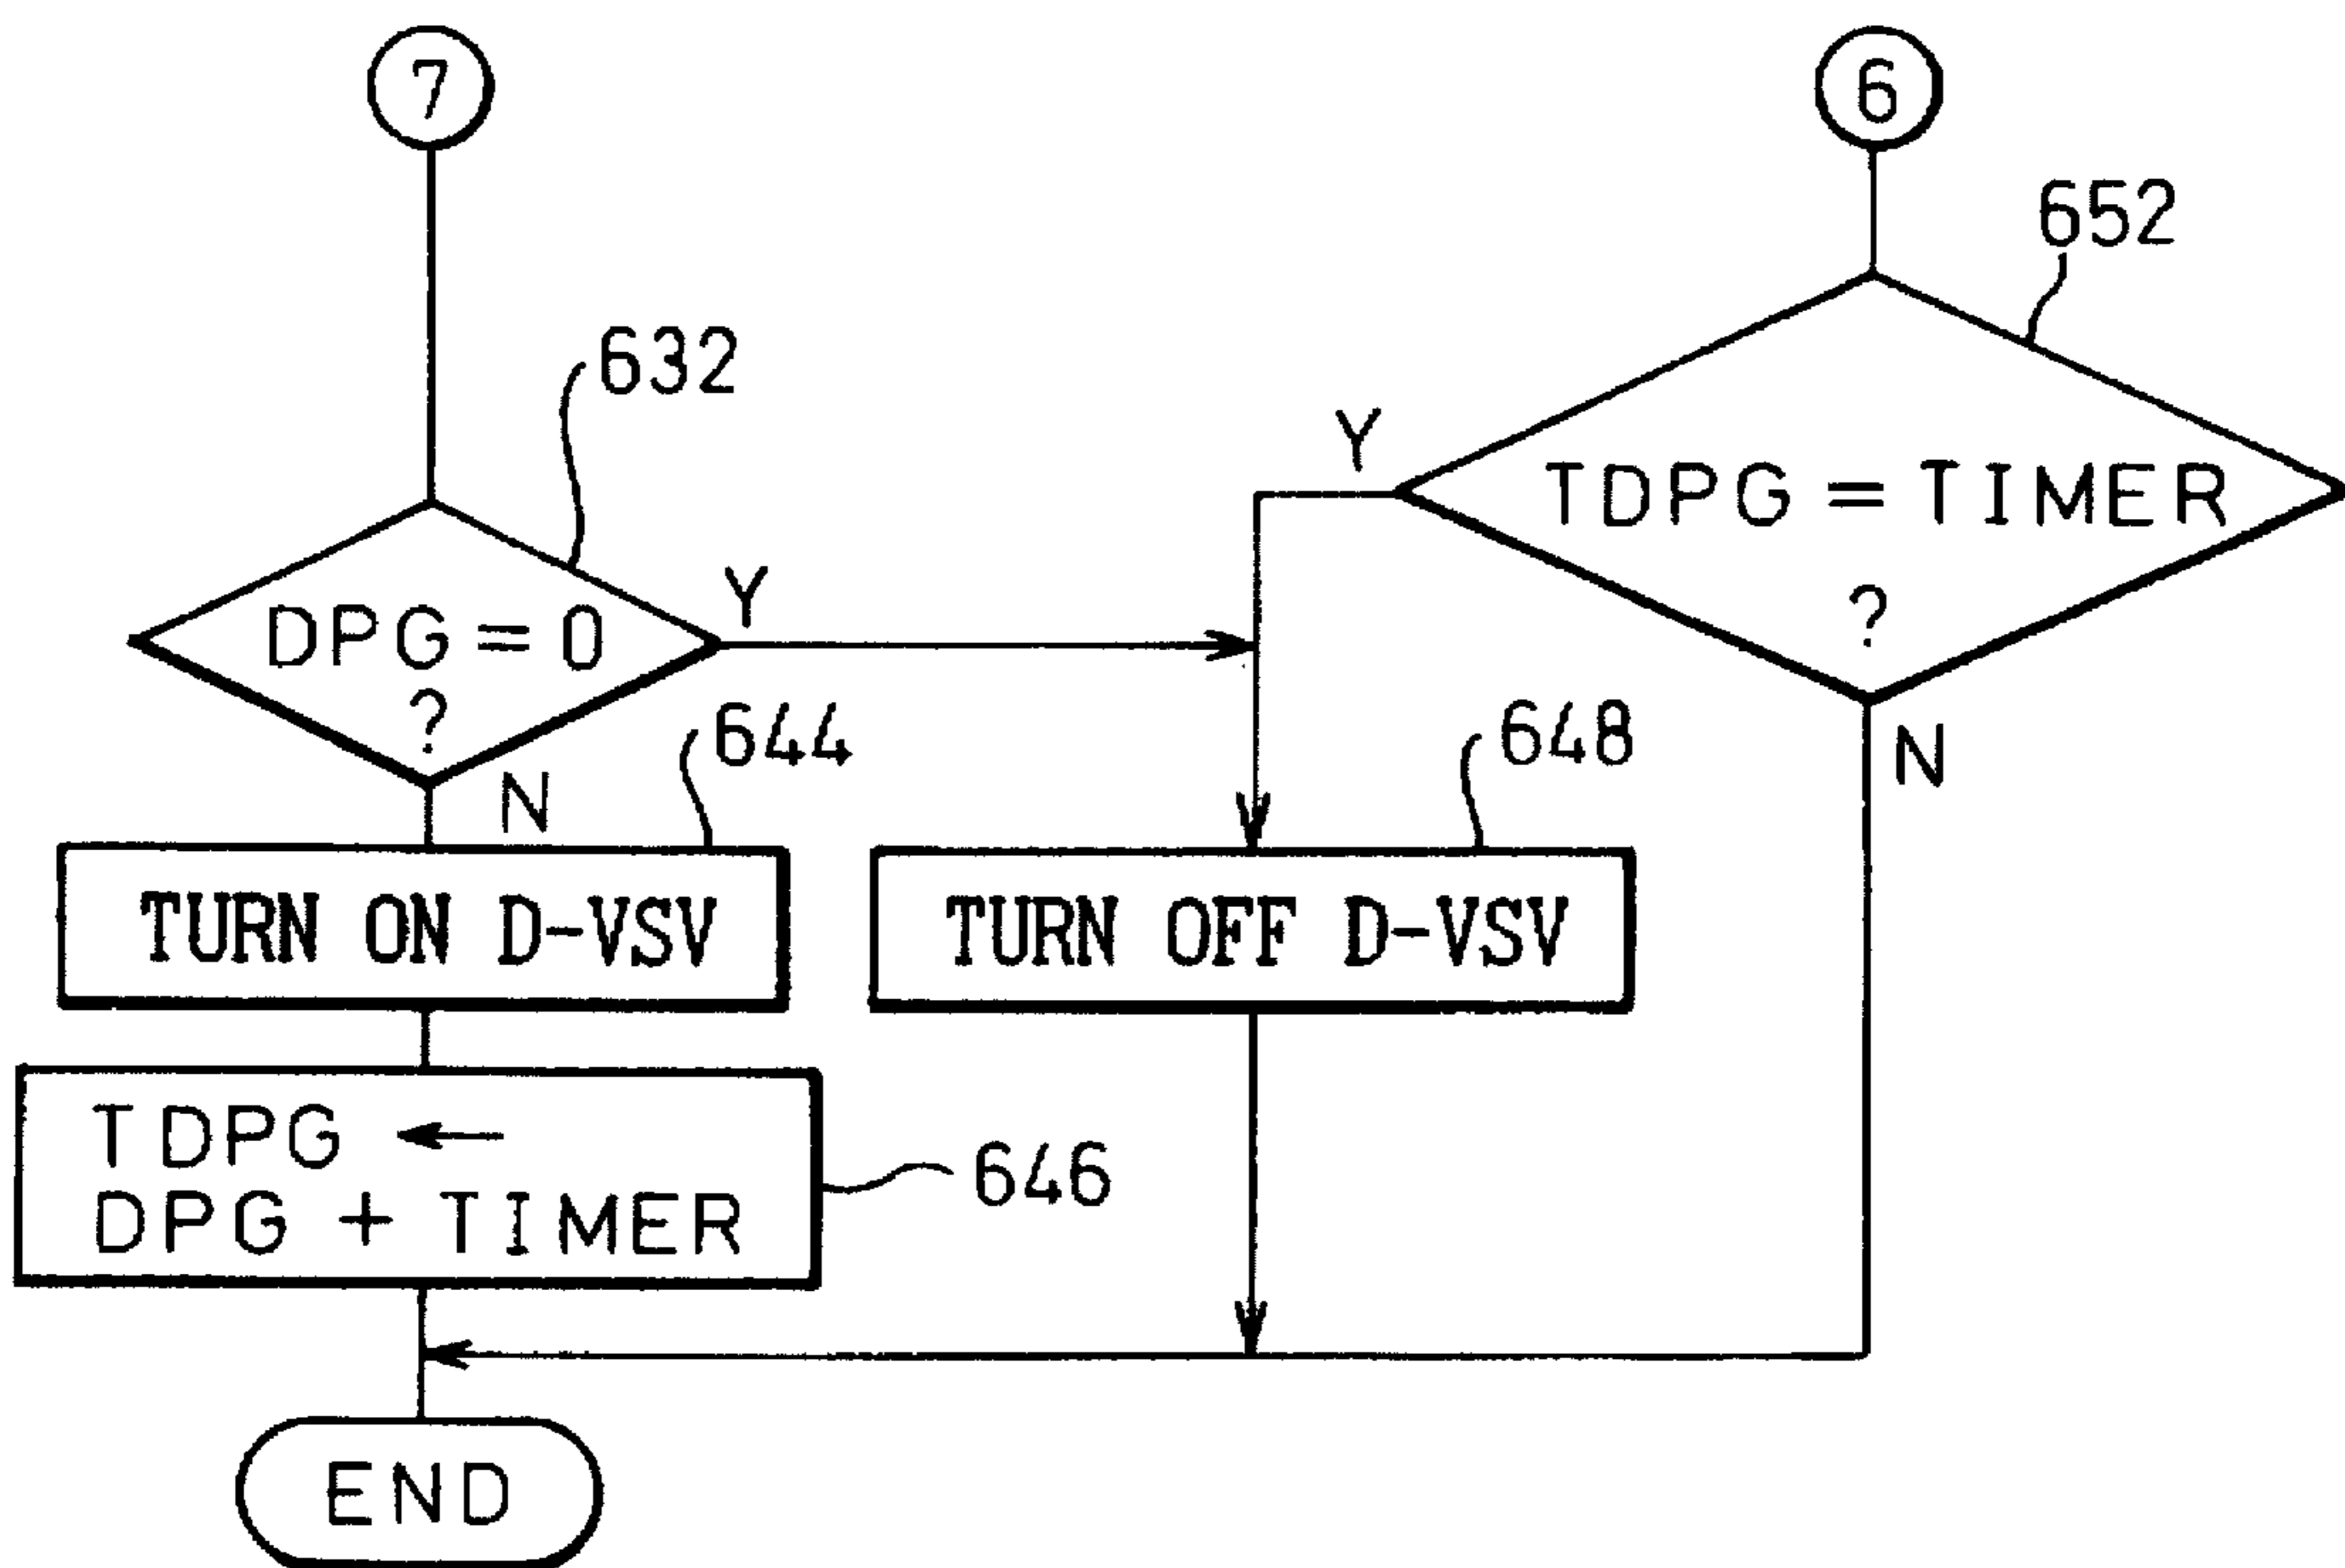 7
6
652
632
Y
TDPG = TIMER
?
Y
DPG = 0
?
644
648
N
N
TURN ON D-VSV
TURN OFF D-VSV
TDPG ←
DPG + TIMER
646
END